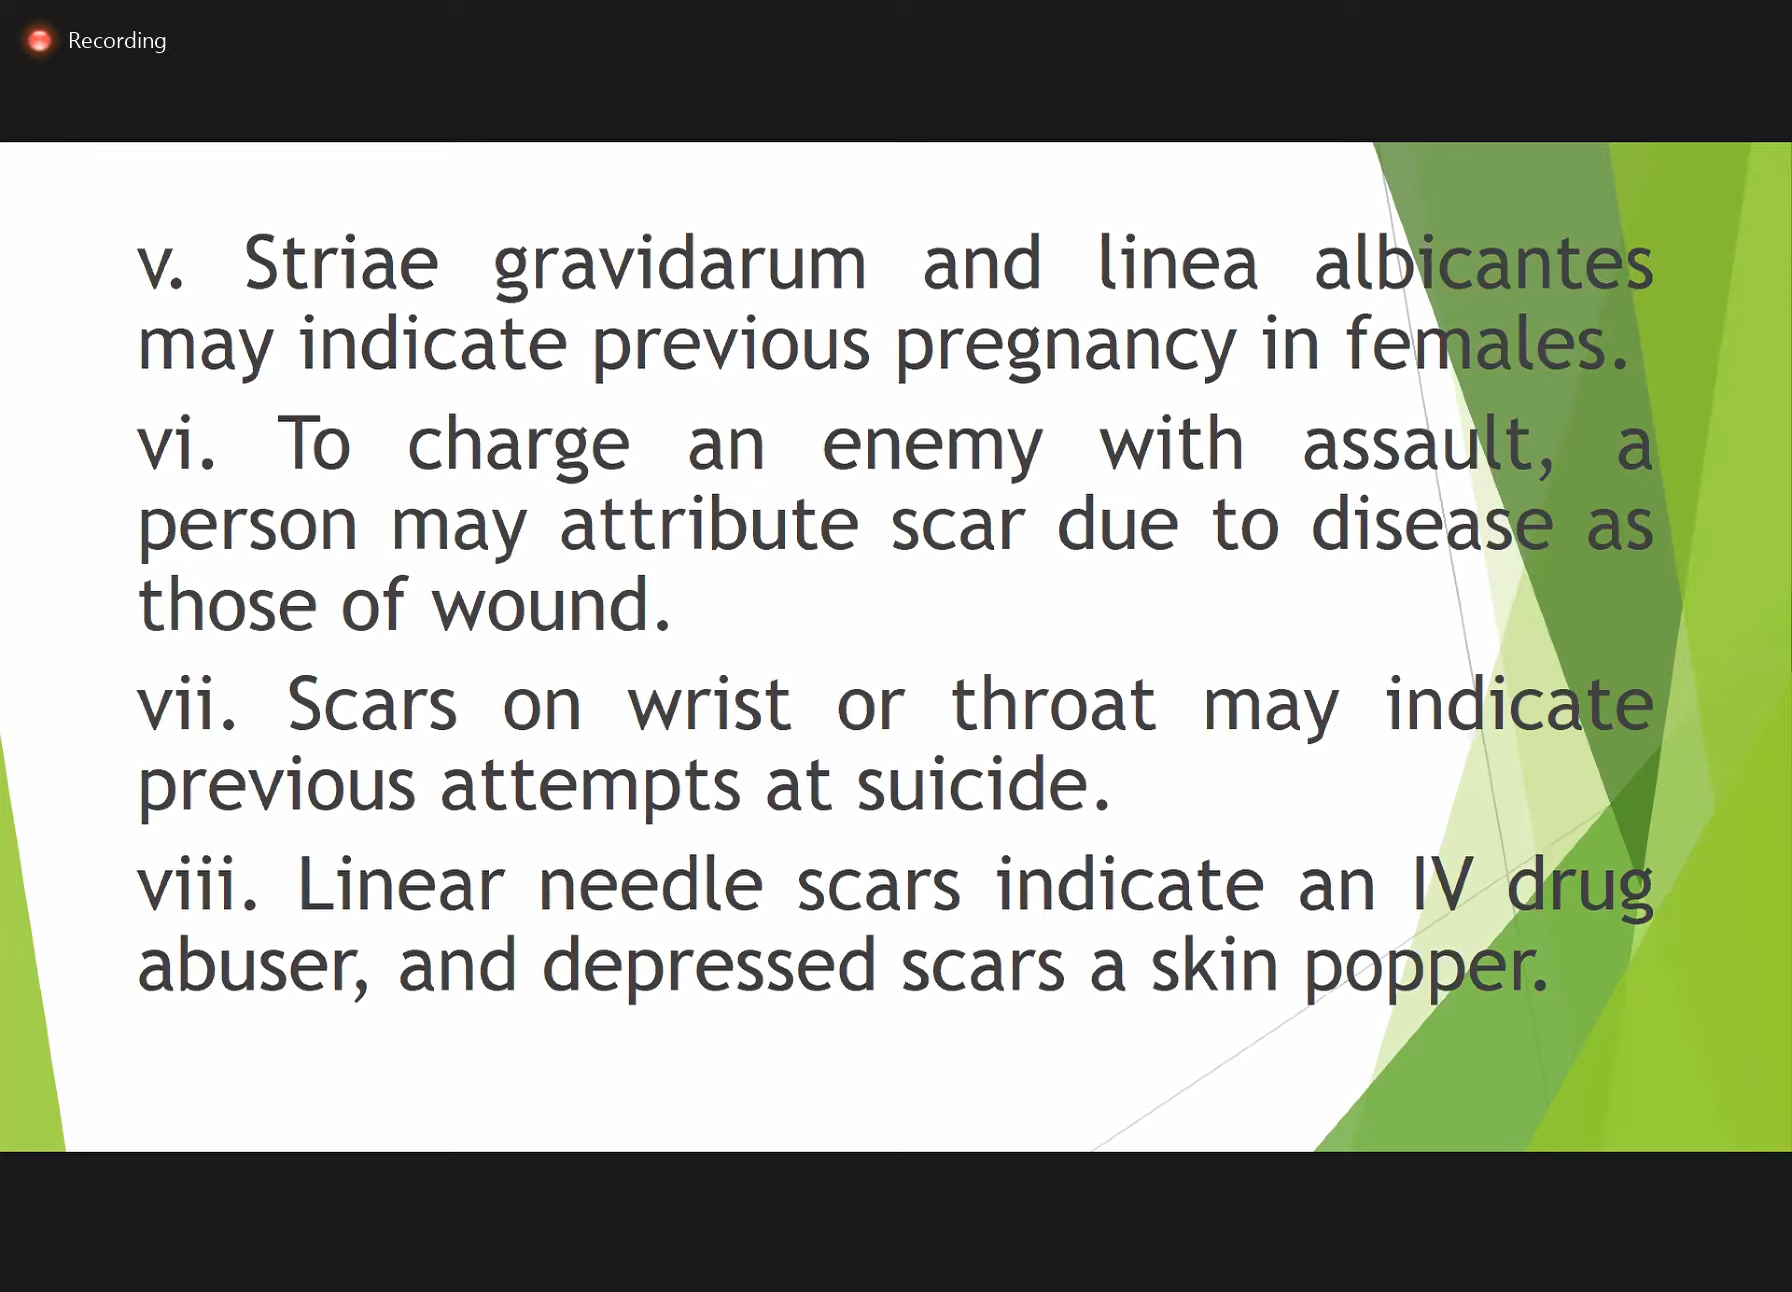 Recording
v. Striae gravidarum and linea albicantes
may indicate previous pregnancy in females.
vi. To charge an enemy with assault, a
person may attribute scar due to disease as
those of wound.
vii. Scars on wrist or throat may indicate
previous attempts at suicide.
viii. Linear needle scars indicate an IV drug
abuser, and depressed scars a skin popper.